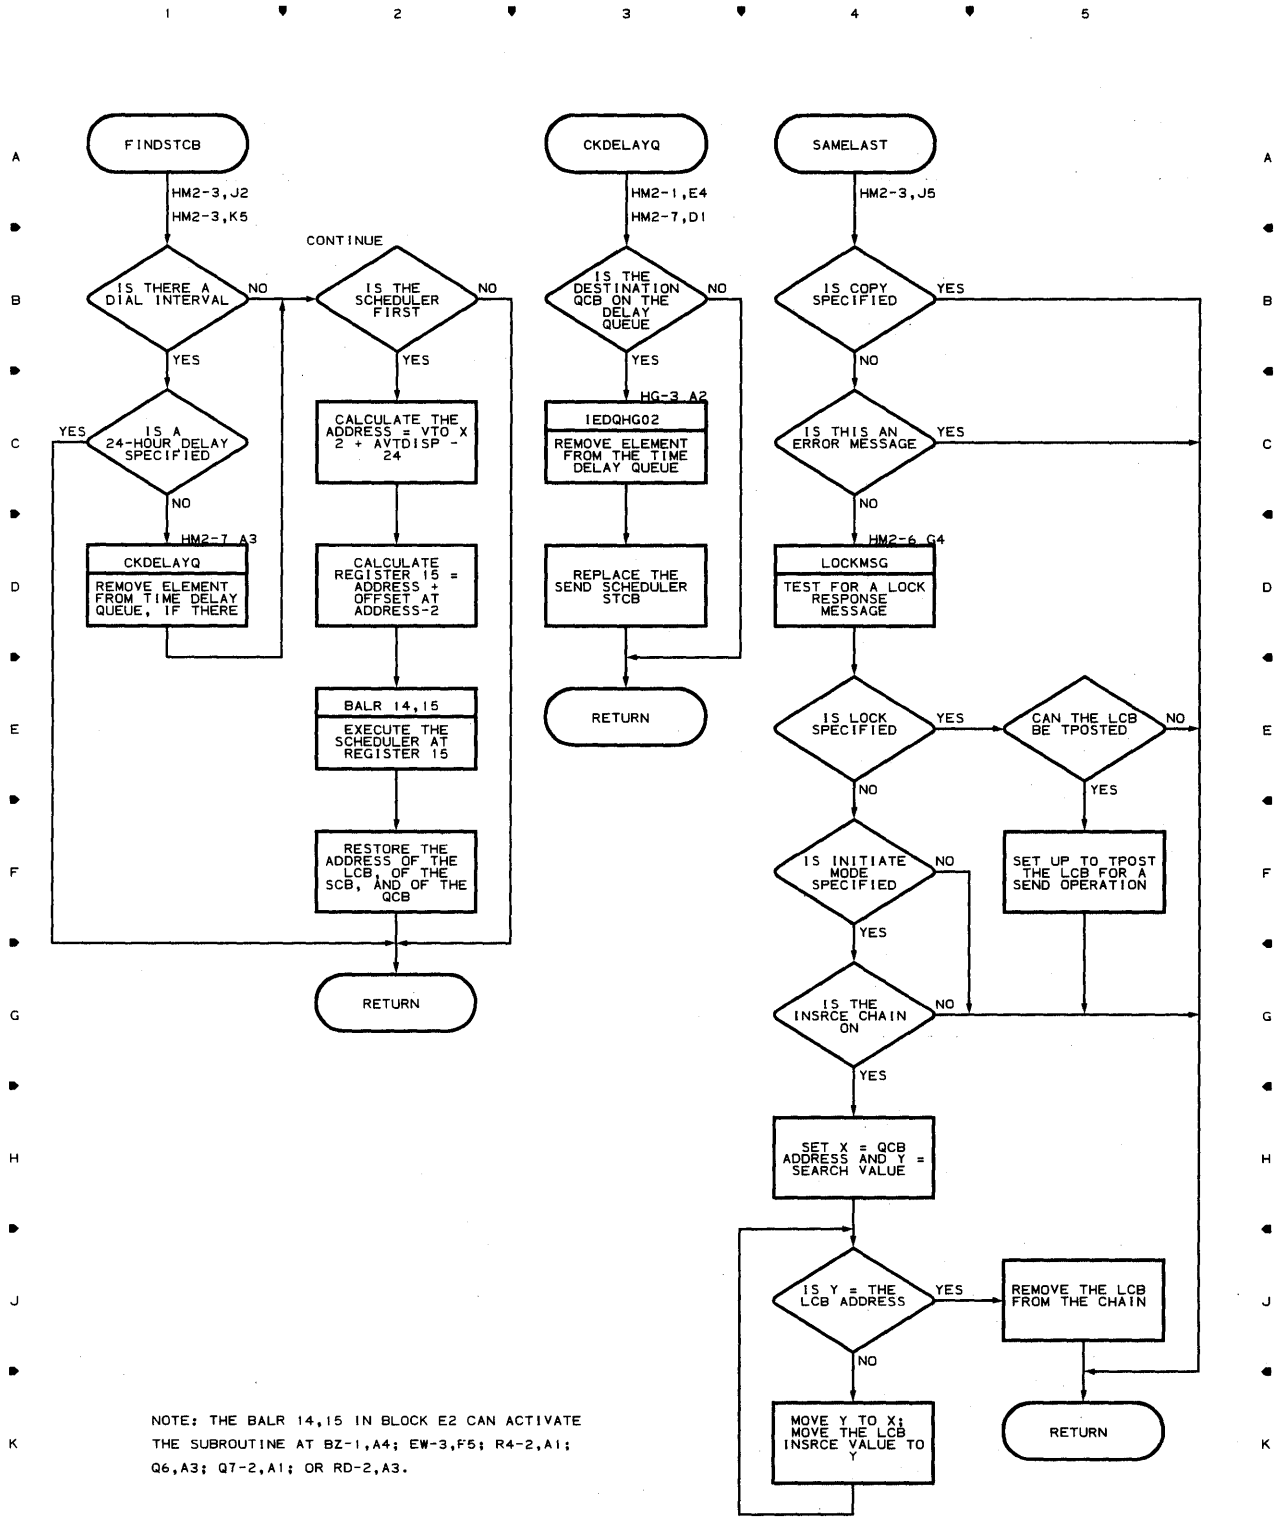 1 2 3 4 5
A
FINDSTCB
CKDELAYQ
SAMELAST
A
HM2-3,J2
HM2-3,K5
HM2-1,E4
HM2-7,D1
HM2-3,J5
CONTINUE
B
IS THERE A
DIAL INTERVAL
NO
YES
IS THE
SCHEDULER
FIRST
NO
YES
IS THE
DESTINATION
QCB ON THE
DELAY
QUEUE
NO
YES
IS COPY
SPECIFIED
YES
NO
B
C
YES
IS A
24-HOUR DELAY
SPECIFIED
NO
CALCULATE THE
ADDRESS = VTO X
2 + AVTDISP -
24
HG-3 A2
IEDQHG02
REMOVE ELEMENT
FROM THE TIME
DELAY QUEUE
IS THIS AN
ERROR MESSAGE
YES
NO
C
D
HM2-7 A3
CKDELAYQ
REMOVE ELEMENT
FROM TIME DELAY
QUEUE, IF THERE
CALCULATE
REGISTER 15 =
ADDRESS +
OFFSET AT
ADDRESS-2
REPLACE THE
SEND SCHEDULER
STCB
HM2-6 G4
LOCKMSG
TEST FOR A LOCK
RESPONSE
MESSAGE
D
E
BALR 14,15
EXECUTE THE
SCHEDULER AT
REGISTER 15
RETURN
IS LOCK
SPECIFIED
YES
NO
CAN THE LCB
BE TPOSTED
NO
YES
E
F
RESTORE THE
ADDRESS OF THE
LCB, OF THE
SCB, AND OF THE
QCB
IS INITIATE
MODE
SPECIFIED
NO
YES
SET UP TO TPOST
THE LCB FOR A
SEND OPERATION
F
G
RETURN
IS THE
INSRCE CHAIN
ON
NO
YES
G
H
SET X = QCB
ADDRESS AND Y =
SEARCH VALUE
H
J
IS Y = THE
LCB ADDRESS
YES
NO
REMOVE THE LCB
FROM THE CHAIN
J
K
NOTE: THE BALR 14,15 IN BLOCK E2 CAN ACTIVATE
THE SUBROUTINE AT BZ-1,A4; EW-3,F5; R4-2,A1;
Q6,A3; Q7-2,A1; OR RD-2,A3.
MOVE Y TO X;
MOVE THE LCB
INSRCE VALUE TO
Y
RETURN
K